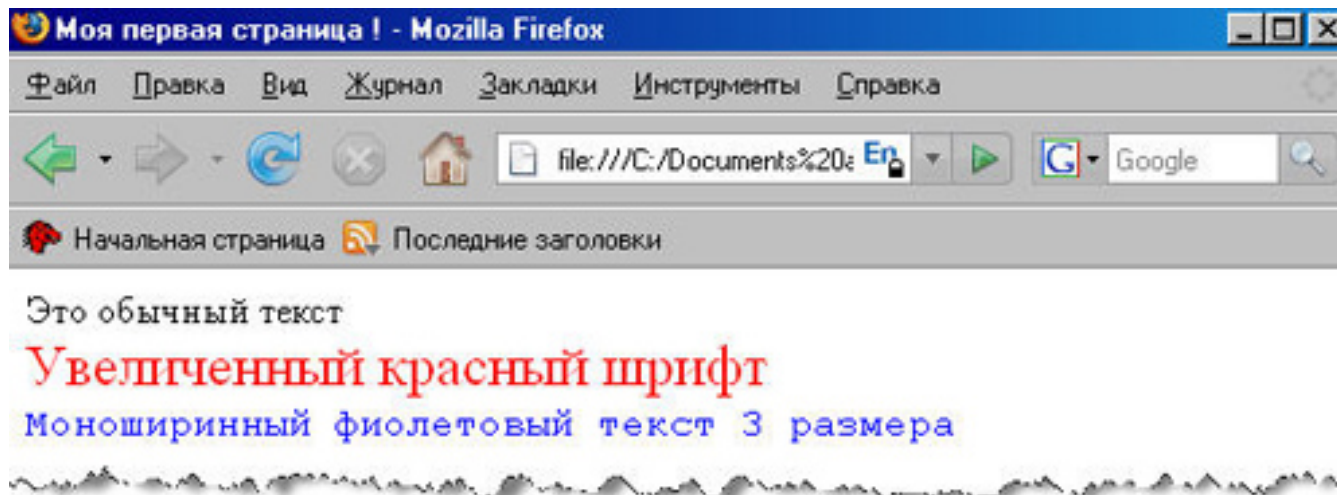 Моя первая страница ! - Mozilla Firefox
Файл Правка Вид Журнал Закладки Инструменты Справка
file:///C:/Documents%20a En G Google
Начальная страница Последние заголовки
Это обычный текст
Увеличенный красный шрифт
Моноширинный фиолетовый текст 3 размера